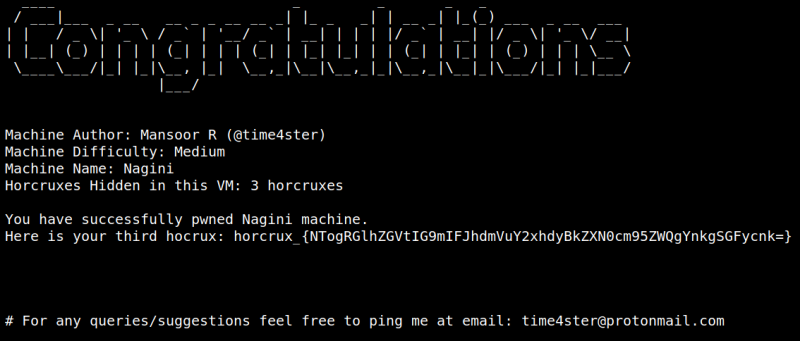 Congratulations
Machine Author: Mansoor R (@time4ster)
Machine Difficulty: Medium
Machine Name: Nagini
Horcruxes Hidden in this VM: 3 horcruxes
You have successfully pwned Nagini machine.
Here is your third hocrux: horcrux_{NTogRGlhZGVtIG9mIFJhdmVuY2xhdyBkZXN0cm95ZWQgYnkgSGFycnk=}
# For any queries/suggestions feel free to ping me at email: time4ster@protonmail.com